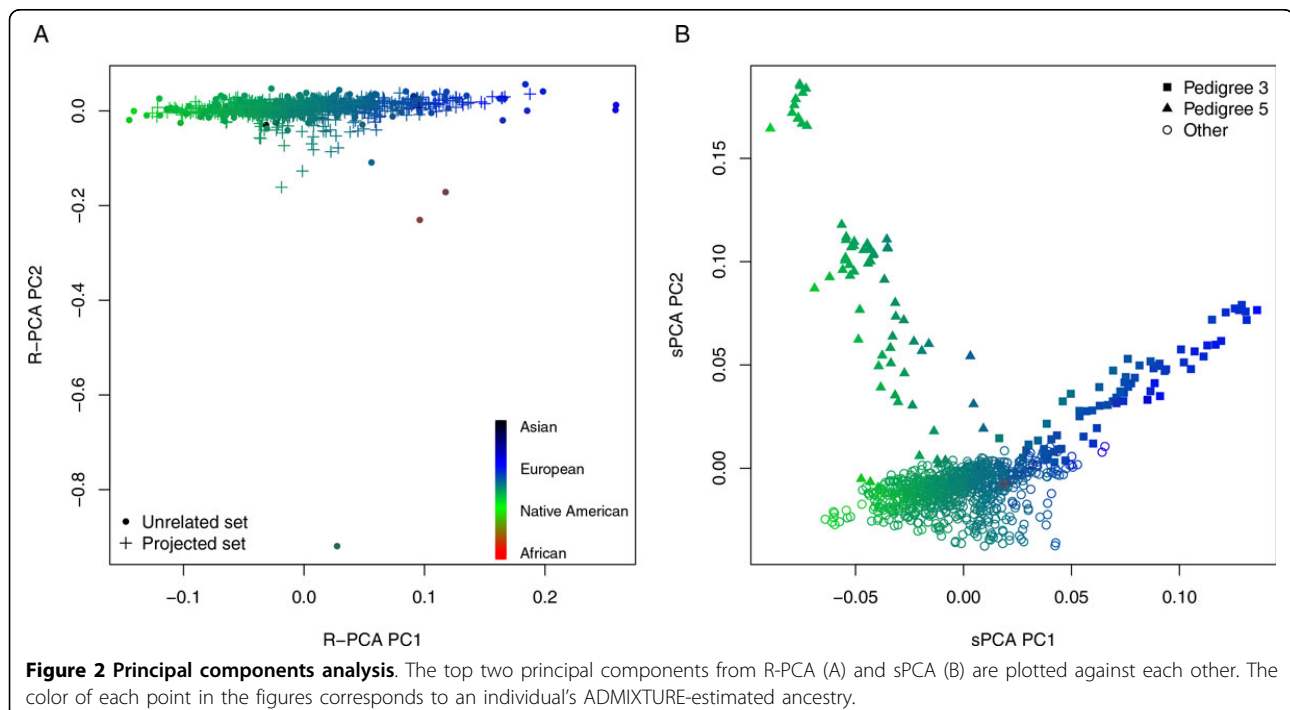 A
B
0.0
−0.2
−0.4
−0.6
−0.8
R−PCA PC2
Asian
European
Native American
African
Unrelated set
Projected set
−0.1
0.0
0.1
0.2
R−PCA PC1
0.15
0.10
0.05
0.00
sPCA PC2
Pedigree 3
Pedigree 5
Other
−0.05
0.00
0.05
0.10
sPCA PC1
Figure 2 Principal components analysis. The top two principal components from R-PCA (A) and sPCA (B) are plotted against each other. The
color of each point in the figures corresponds to an individual's ADMIXTURE-estimated ancestry.